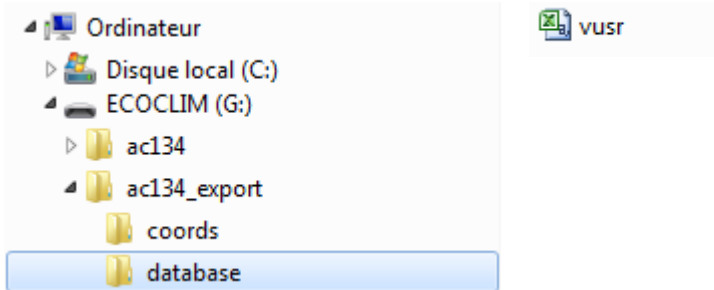 Ordinateur
Disque local (C:)
ECOCLIM (G:)
ac134
ac134_export
coords
database
vusr